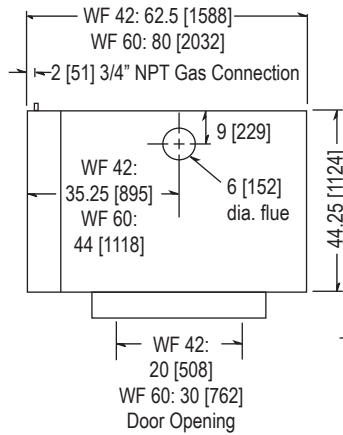 WF 42: 62.5 [1588]
WF 60: 80 [2032]
2 [51] 3/4" NPT Gas Connection
9 [229]
WF 42:
35.25 [895]
WF 60:
44 [1118]
6 [152]
dia. flue
44.25 [1124]
WF 42:
20 [508]
WF 60: 30 [762]
Door Opening